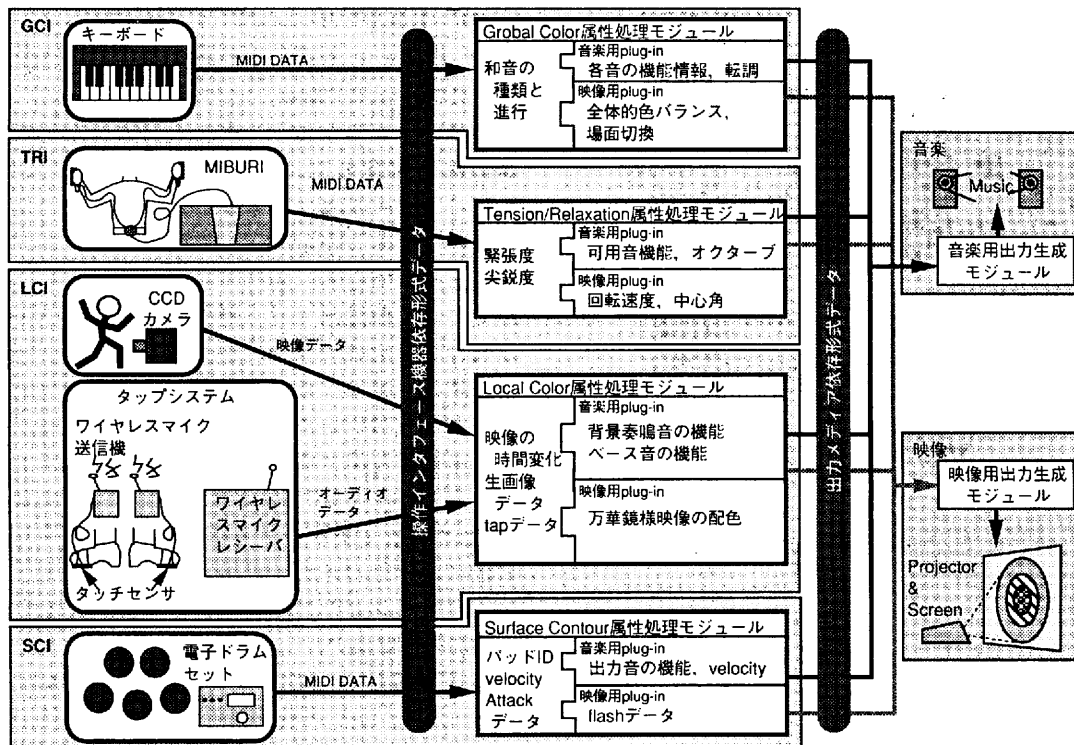 GCI
キーボード
MIDI DATA
Grobal Color属性処理モジュール
和音の
種類と
進行
音楽用plug-in
各音の機能情報，転調
映像用plug-in
全体的色バランス，
場面切換
TRI
MIBURI
MIDI DATA
Tension/Relaxation属性処理モジュール
緊張度
尖鋭度
音楽用plug-in
可用音機能，オクターブ
映像用plug-in
回転速度，中心角
LCI
CCD
カメラ
映像データ
タップシステム
ワイヤレスマイク
送信機
ワイヤレ
スマイク
レシーバ
タッチセンサ
オーディオ
データ
Local Color属性処理モジュール
映像の
時間変化
生画像
データ
tapデータ
音楽用plug-in
背景奏鳴音の機能
ベース音の機能
映像用plug-in
万華鏡様映像の配色
SCI
電子ドラム
セット
MIDI DATA
Surface Contour属性処理モジュール
パッドID
velocity
Attack
データ
音楽用plug-in
出力音の機能，velocity
映像用plug-in
flashデータ
操作インタフェース機器依存形式データ
出力メディア依存形式データ
音楽
Music
音楽用出力生成
モジュール
映像
映像用出力生成
モジュール
Projector
&
Screen